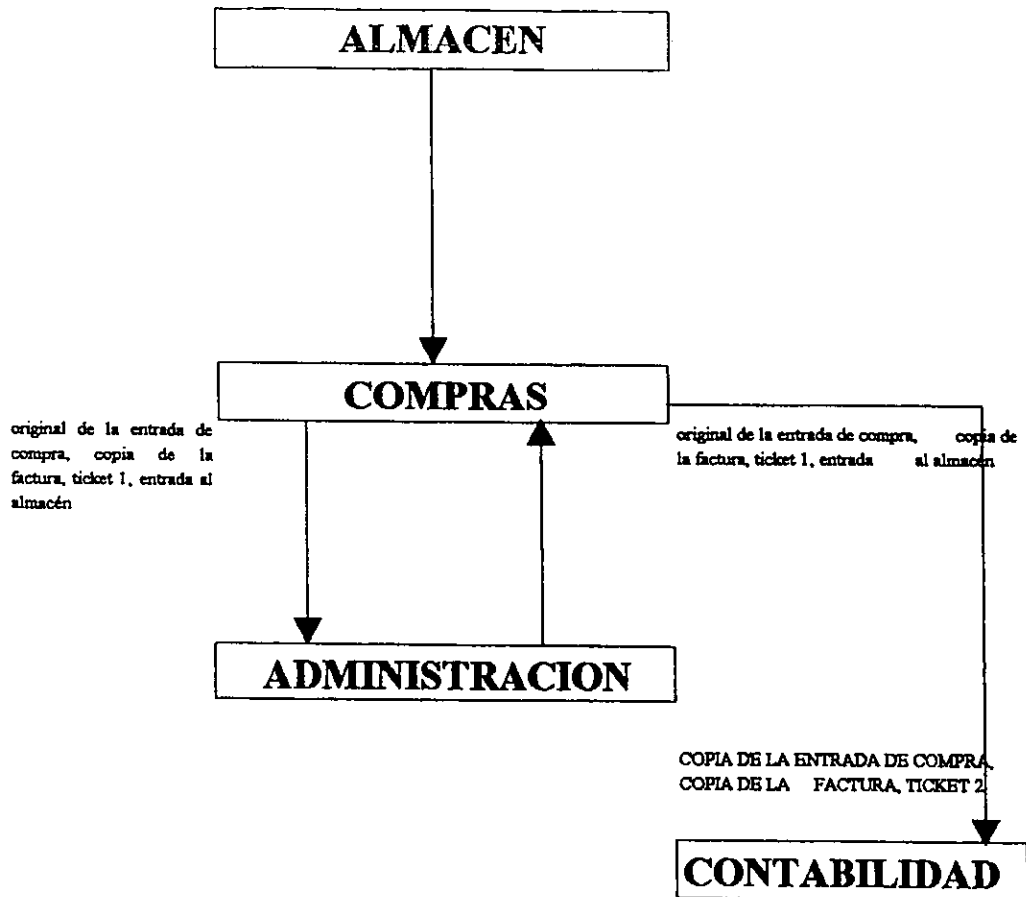 ALMACEN
COMPRAS
original de la entrada de
compra, copia de la
factura, ticket 1, entrada al
almacén
original de la entrada de compra, copia de
la factura, ticket 1, entrada al almacén
ADMINISTRACION
COPIA DE LA ENTRADA DE COMPRA,
COPIA DE LA FACTURA, TICKET 2
CONTABILIDAD